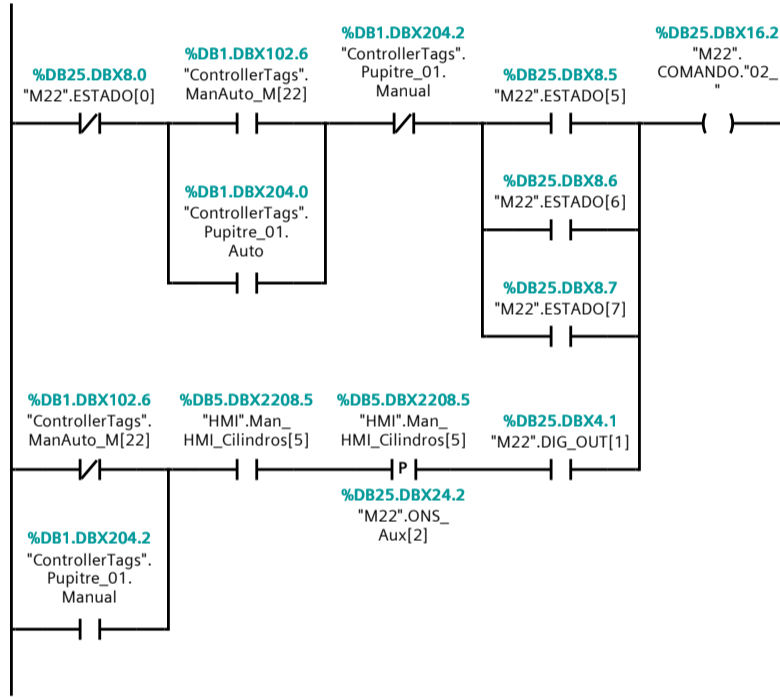 %DB25.DBX8.0
"M22".ESTADO[0]
%DB1.DBX102.6
"ControllerTags".
ManAuto_M[22]
%DB1.DBX204.2
"ControllerTags".
Pupitre_01.
Manual
%DB25.DBX8.5
"M22".ESTADO[5]
%DB25.DBX16.2
"M22".
COMANDO."02_
"
%DB1.DBX204.0
"ControllerTags".
Pupitre_01.
Auto
%DB25.DBX8.6
"M22".ESTADO[6]
%DB25.DBX8.7
"M22".ESTADO[7]
%DB1.DBX102.6
"ControllerTags".
ManAuto_M[22]
%DB5.DBX2208.5
"HMI".Man_
HMI_Cilindros[5]
%DB5.DBX2208.5
"HMI".Man_
HMI_Cilindros[5]
P
%DB25.DBX24.2
"M22".ONS_
Aux[2]
%DB25.DBX4.1
"M22".DIG_OUT[1]
%DB1.DBX204.2
"ControllerTags".
Pupitre_01.
Manual